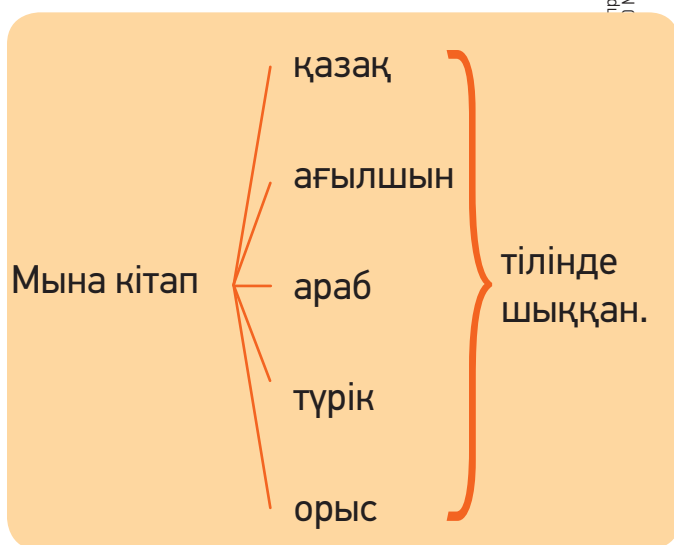 қазақ
ағылшын
Мына кітап
араб
тілінде
шыққан.
түрік
орыс